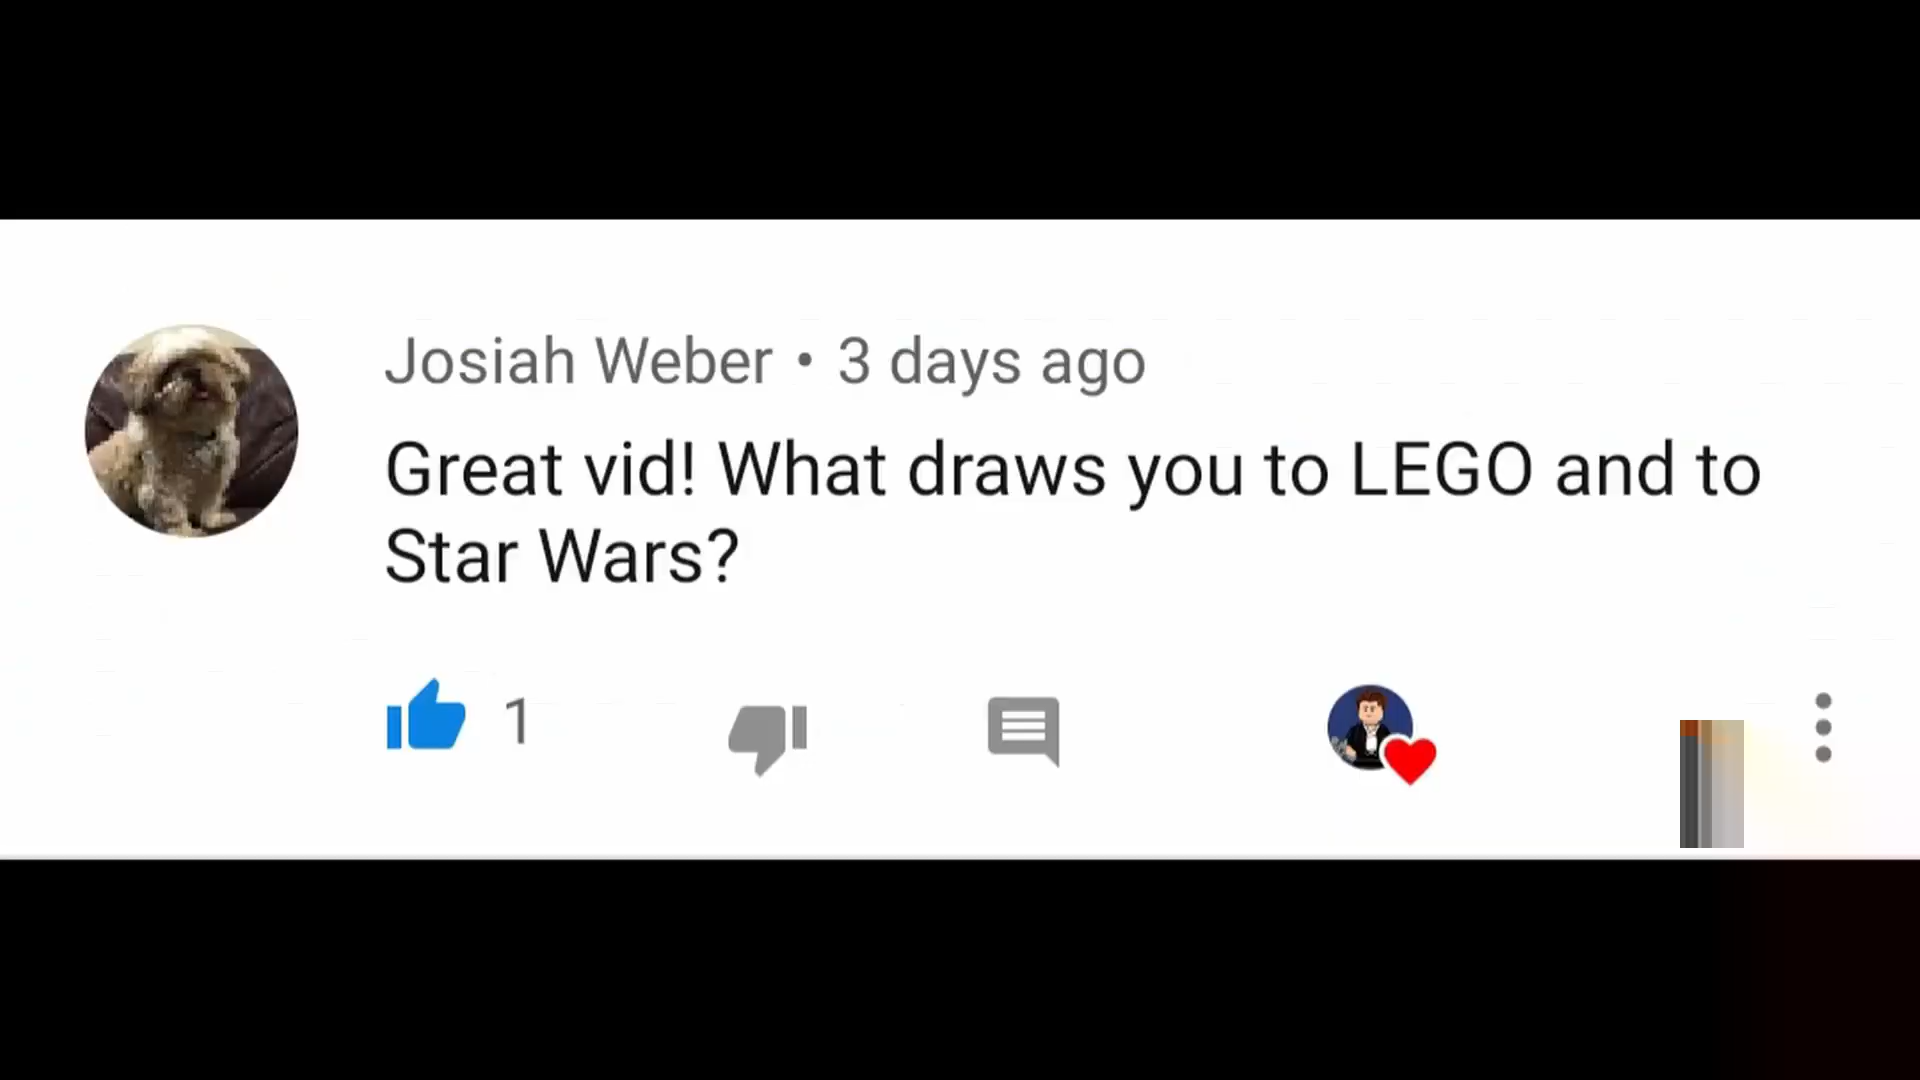 Josiah Weber • 3 days ago
Great vid! What draws you to LEGO and to
Star Wars?
1